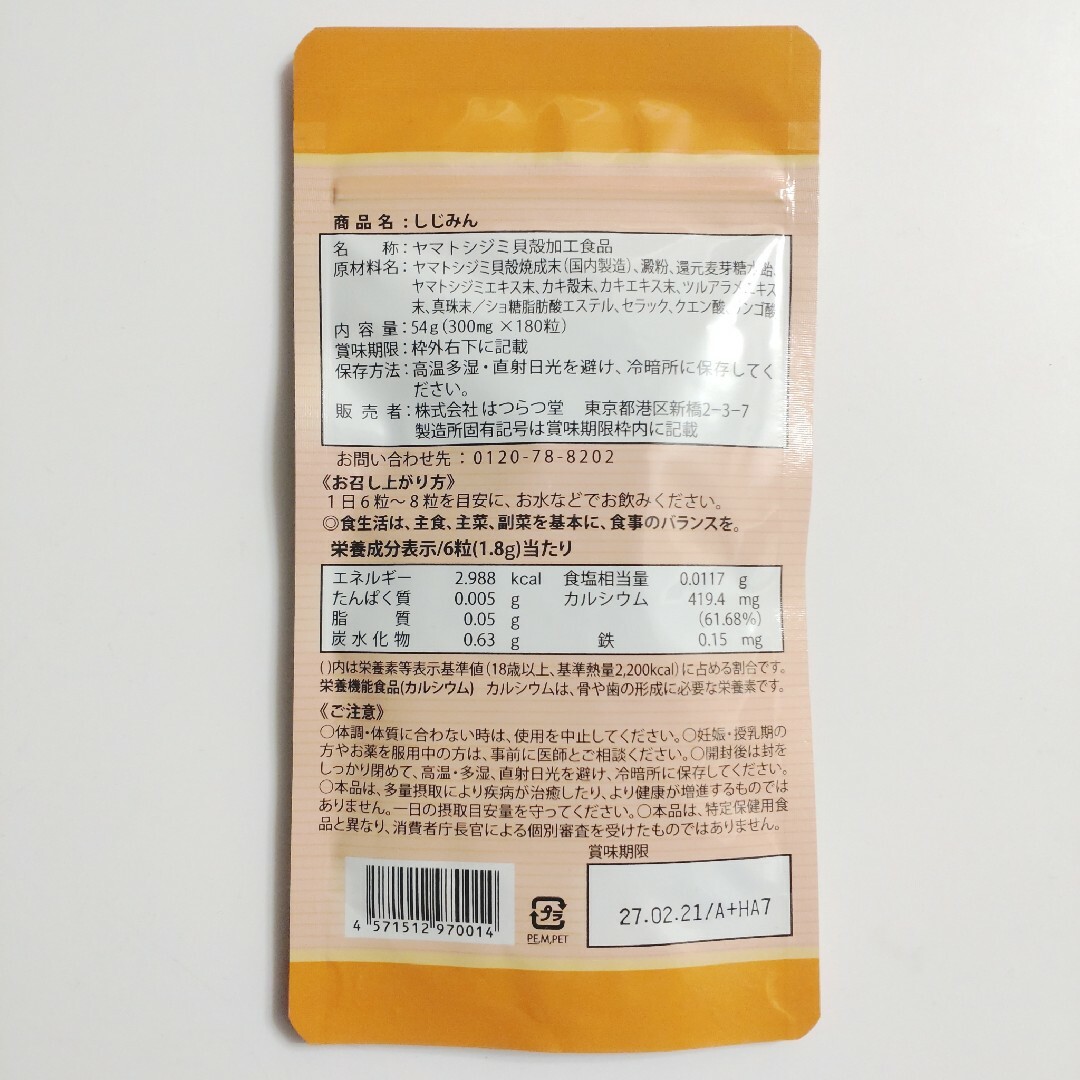 商品名：しじみん
名　　称：ヤマトシジミ貝殻加工食品
原材料名：ヤマトシジミ貝殻焼成末（国内製造）、澱粉、還元麦芽糖水飴、
ヤマトシジミエキス末、カキ殻末、カキエキス末、ツルアラメエキス
末、真珠末／ショ糖脂肪酸エステル、セラック、クエン酸、リンゴ酸
内容量：54g（300mg ×180粒）
賞味期限：枠外右下に記載
保存方法：高温多湿・直射日光を避け、冷暗所に保存してく
ださい。
販売者：株式会社 はつらつ堂　東京都港区新橋2-3-7
製造所固有記号は賞味期限枠内に記載
お問い合わせ先：0120-78-8202
《お召し上がり方》
1日6粒～8粒を目安に、お水などでお飲みください。
◎食生活は、主食、主菜、副菜を基本に、食事のバランスを。
栄養成分表示/6粒(1.8g)当たり
エネルギー 2.988 kcal 食塩相当量 0.0117 g
たんぱく質 0.005 g カルシウム 419.4 mg
脂質 0.05 g (61.68%)
炭水化物 0.63 g 鉄 0.15 mg
( )内は栄養素等表示基準値（18歳以上、基準熱量2,200kcal）に占める割合です。
栄養機能食品(カルシウム)　カルシウムは、骨や歯の形成に必要な栄養素です。
《ご注意》
○体調・体質に合わない時は、使用を中止してください。○妊娠・授乳期の
方やお薬を服用中の方は、事前に医師とご相談ください。○開封後は封を
しっかり閉めて、高温・多湿、直射日光を避け、冷暗所に保存してください。
○本品は、多量摂取により疾病が治癒したり、より健康が増進するものでは
ありません。一日の摂取目安量を守ってください。○本品は、特定保健用食
品と異なり、消費者庁長官による個別審査を受けたものではありません。
賞味期限
27.02.21/A+HA7
プラ
PE,M,PET
4 571512 970014